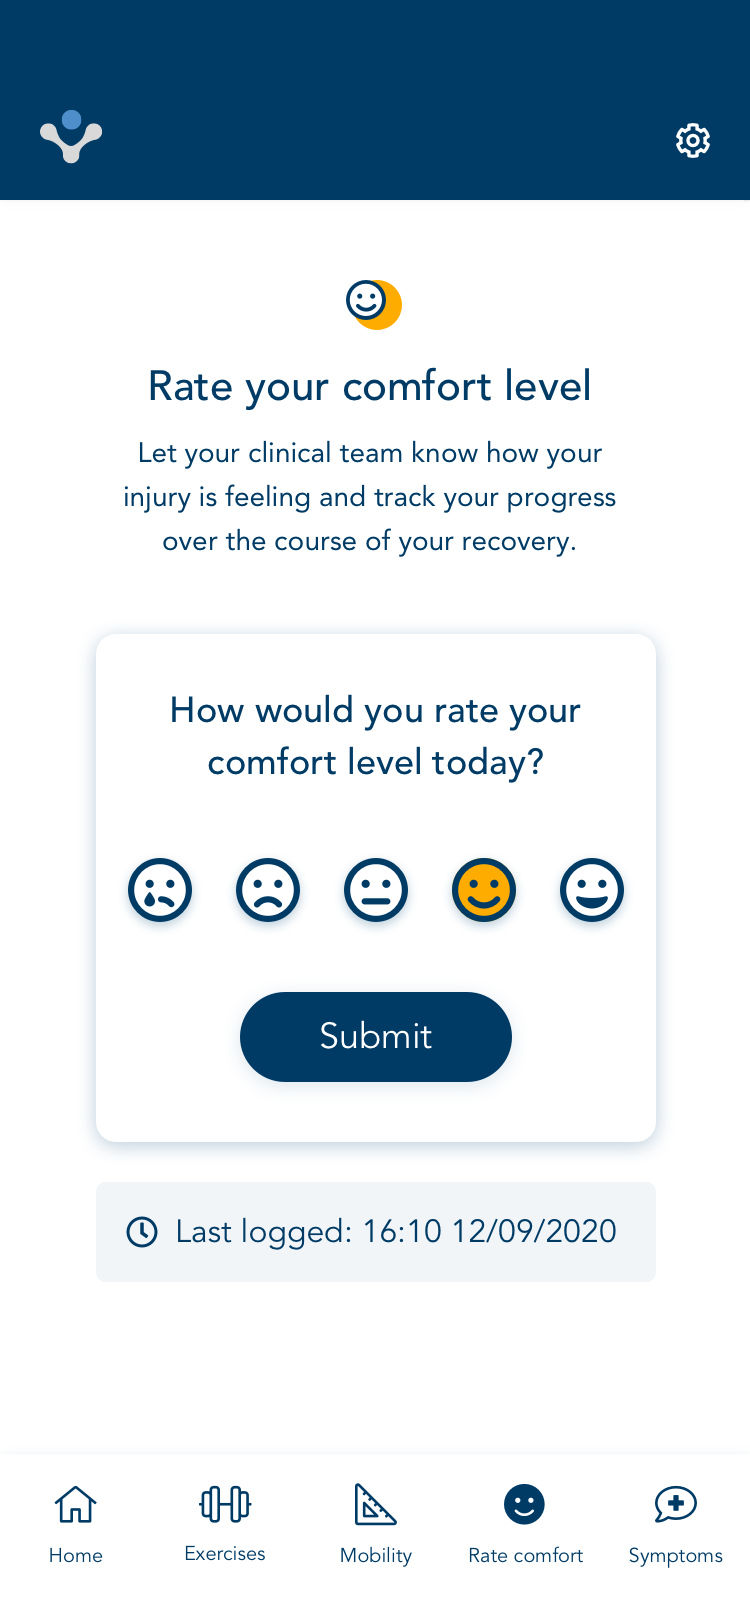 Rate your comfort level
Let your clinical team know how your
injury is feeling and track your progress
over the course of your recovery.
How would you rate your
comfort level today?
Submit
Last logged: 16:10 12/09/2020
Home
Exercises
Mobility
Rate comfort
Symptoms